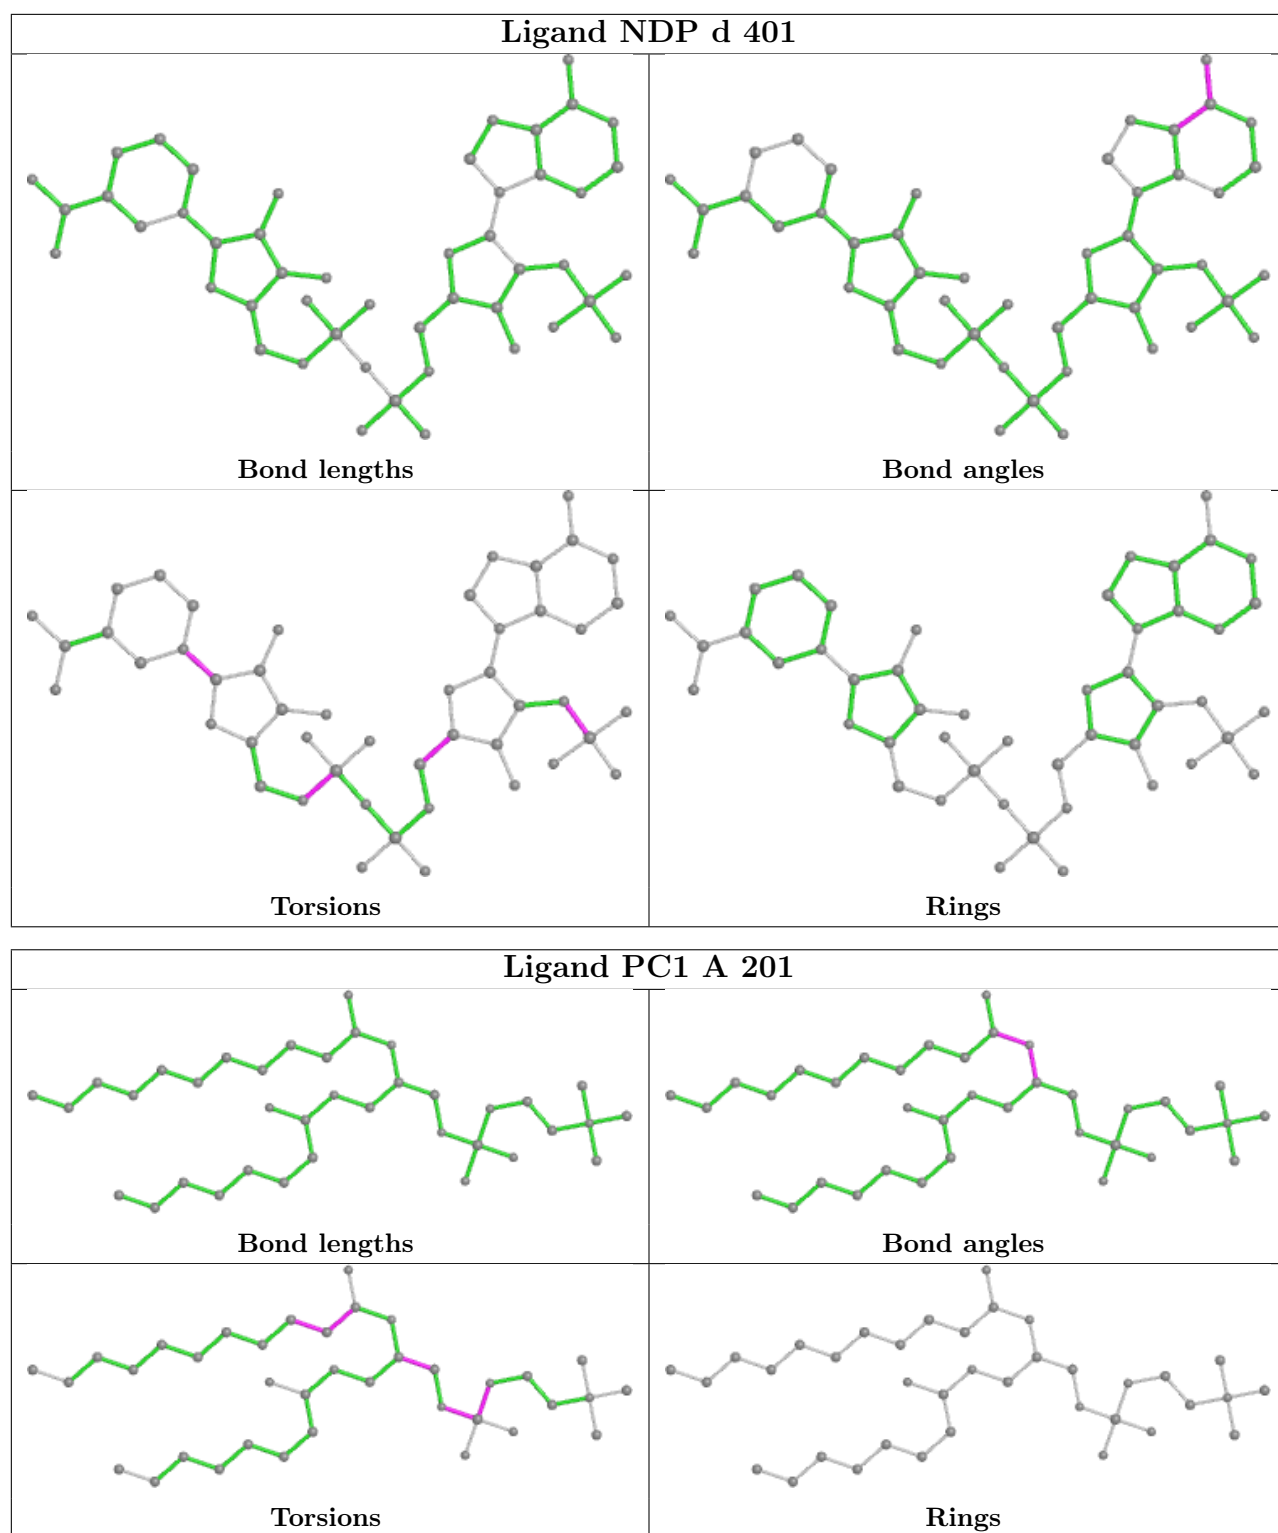 Ligand NDP d 401
Bond lengths
Bond angles
Torsions
Rings
Ligand PC1 A 201
Bond lengths
Bond angles
Torsions
Rings